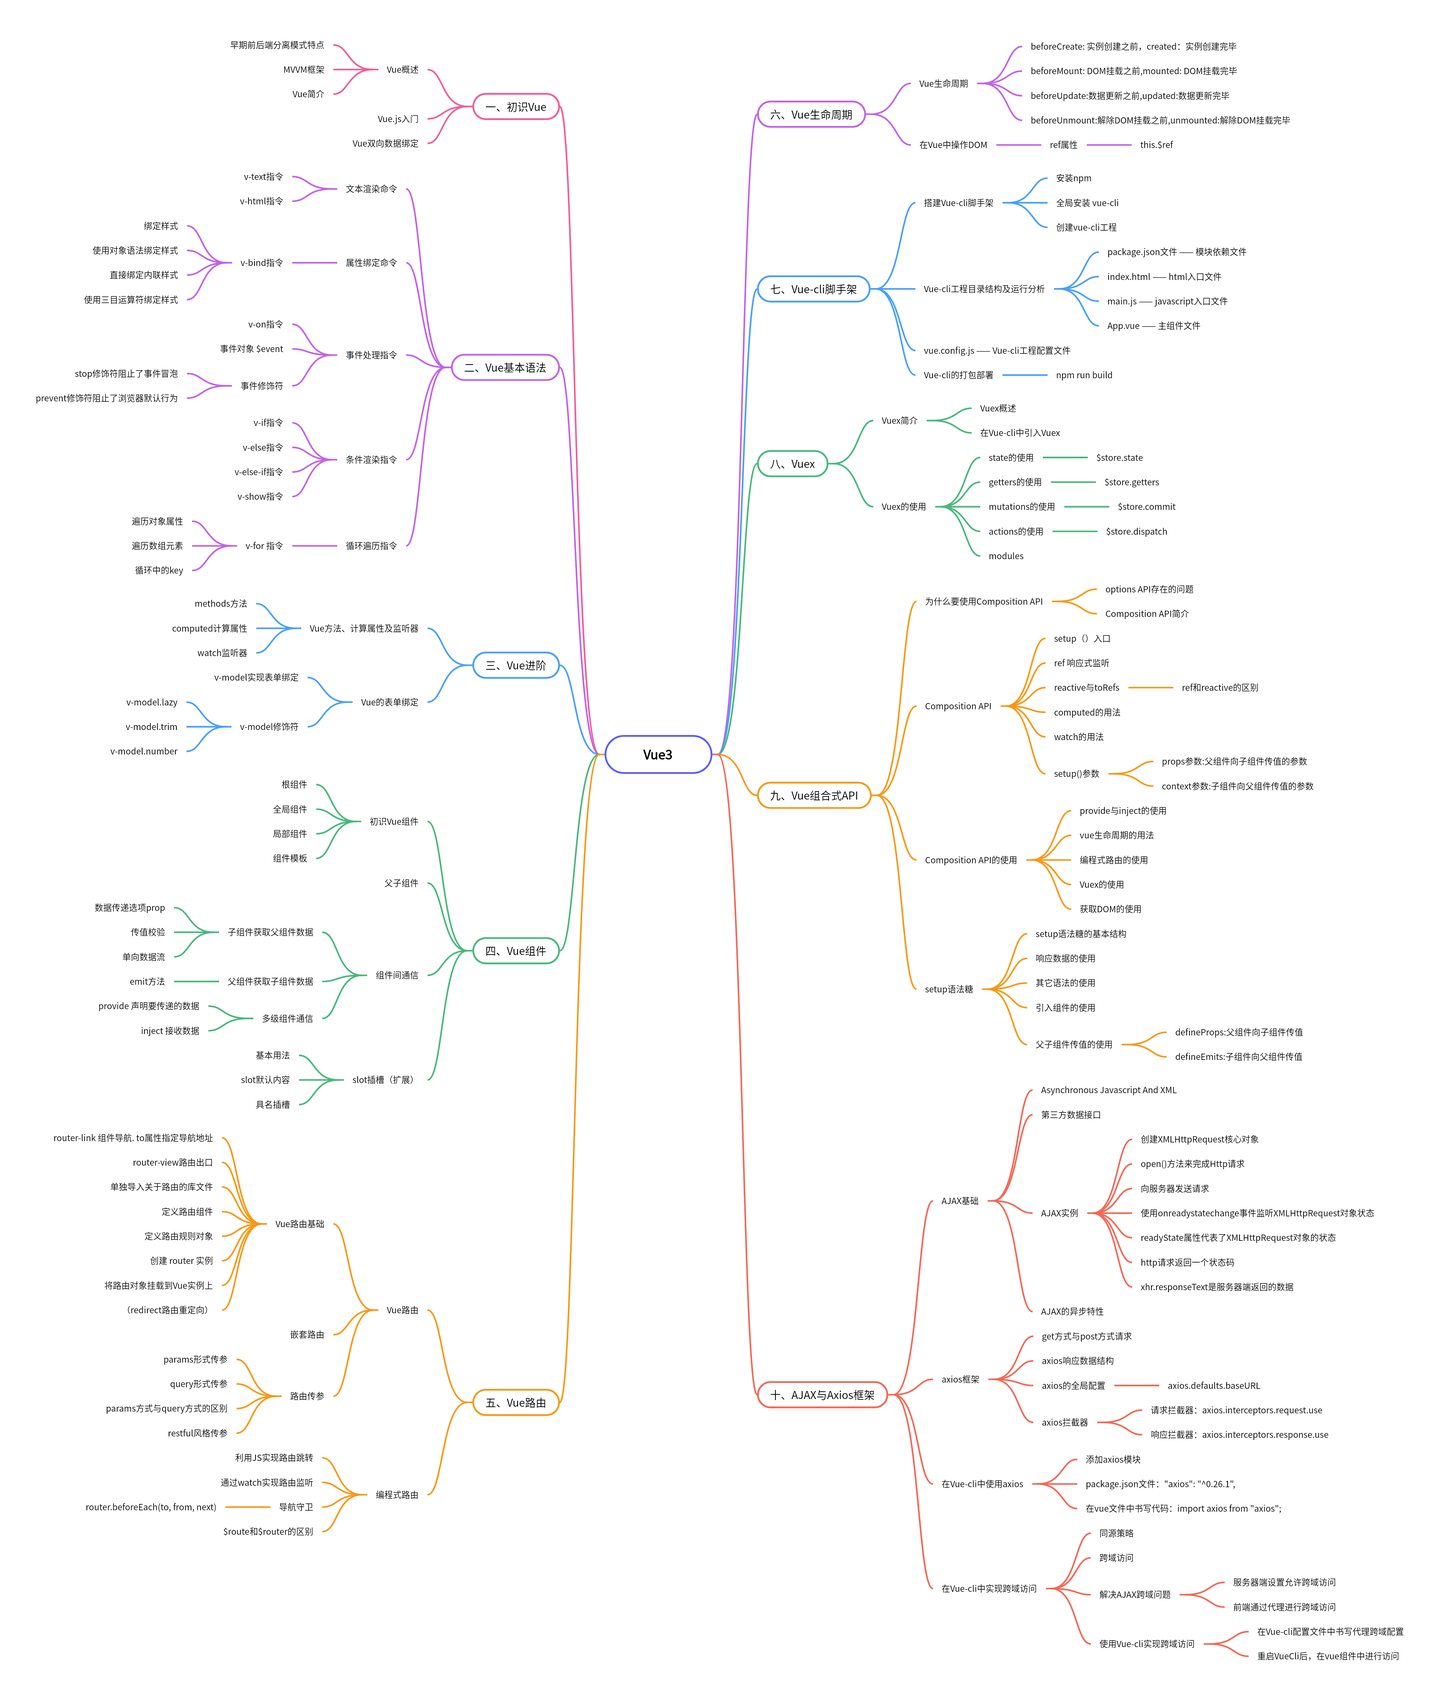 Vue3
一、初识Vue
Vue概述
早期前后端分离模式特点
MVVM框架
Vue简介
Vue.js入门
Vue双向数据绑定
二、Vue基本语法
文本渲染命令
v-text指令
v-html指令
属性绑定命令
v-bind指令
绑定样式
使用对象语法绑定样式
直接绑定内联样式
使用三目运算符绑定样式
事件处理指令
v-on指令
事件对象 $event
事件修饰符
stop修饰符阻止了事件冒泡
prevent修饰符阻止了浏览器默认行为
条件渲染指令
v-if指令
v-else指令
v-else-if指令
v-show指令
循环遍历指令
v-for 指令
遍历对象属性
遍历数组元素
循环中的key
三、Vue进阶
Vue方法、计算属性及监听器
methods方法
computed计算属性
watch监听器
Vue的表单绑定
v-model实现表单绑定
v-model修饰符
v-model.lazy
v-model.trim
v-model.number
四、Vue组件
初识Vue组件
根组件
全局组件
局部组件
组件模板
父子组件
组件间通信
子组件获取父组件数据
数据传递选项prop
传值校验
单向数据流
父组件获取子组件数据
emit方法
多级组件通信
provide 声明要传递的数据
inject 接收数据
slot插槽（扩展）
基本用法
slot默认内容
具名插槽
五、Vue路由
Vue路由
Vue路由基础
router-link 组件导航. to属性指定导航地址
router-view路由出口
单独导入关于路由的库文件
定义路由组件
定义路由规则对象
创建 router 实例
将路由对象挂载到Vue实例上
（redirect路由重定向）
嵌套路由
路由传参
params形式传参
query形式传参
params方式与query方式的区别
restful风格传参
编程式路由
利用JS实现路由跳转
通过watch实现路由监听
导航守卫
router.beforeEach(to, from, next)
$route和$router的区别
六、Vue生命周期
Vue生命周期
beforeCreate: 实例创建之前，created：实例创建完毕
beforeMount: DOM挂载之前,mounted: DOM挂载完毕
beforeUpdate:数据更新之前,updated:数据更新完毕
beforeUnmount:解除DOM挂载之前,unmounted:解除DOM挂载完毕
在Vue中操作DOM
ref属性
this.$ref
七、Vue-cli脚手架
搭建Vue-cli脚手架
安装npm
全局安装 vue-cli
创建vue-cli工程
Vue-cli工程目录结构及运行分析
package.json文件 —— 模块依赖文件
index.html —— html入口文件
main.js —— javascript入口文件
App.vue —— 主组件文件
vue.config.js —— Vue-cli工程配置文件
Vue-cli的打包部署
npm run build
八、Vuex
Vuex简介
Vuex概述
在Vue-cli中引入Vuex
Vuex的使用
state的使用
$store.state
getters的使用
$store.getters
mutations的使用
$store.commit
actions的使用
$store.dispatch
modules
九、Vue组合式API
为什么要使用Composition API
options API存在的问题
Composition API简介
Composition API
setup（）入口
ref 响应式监听
reactive与toRefs
ref和reactive的区别
computed的用法
watch的用法
setup()参数
props参数:父组件向子组件传值的参数
context参数:子组件向父组件传值的参数
Composition API的使用
provide与inject的使用
vue生命周期的用法
编程式路由的使用
Vuex的使用
获取DOM的使用
setup语法糖
setup语法糖的基本结构
响应数据的使用
其它语法的使用
引入组件的使用
父子组件传值的使用
defineProps:父组件向子组件传值
defineEmits:子组件向父组件传值
十、AJAX与Axios框架
AJAX基础
Asynchronous Javascript And XML
第三方数据接口
AJAX实例
创建XMLHttpRequest核心对象
open()方法来完成Http请求
向服务器发送请求
使用onreadystatechange事件监听XMLHttpRequest对象状态
readyState属性代表了XMLHttpRequest对象的状态
http请求返回一个状态码
xhr.responseText是服务器端返回的数据
AJAX的异步特性
axios框架
get方式与post方式请求
axios响应数据结构
axios的全局配置
axios.defaults.baseURL
axios拦截器
请求拦截器：axios.interceptors.request.use
响应拦截器：axios.interceptors.response.use
在Vue-cli中使用axios
添加axios模块
package.json文件："axios": "^0.26.1",
在vue文件中书写代码：import axios from "axios";
在Vue-cli中实现跨域访问
同源策略
跨域访问
解决AJAX跨域问题
服务器端设置允许跨域访问
前端通过代理进行跨域访问
使用Vue-cli实现跨域访问
在Vue-cli配置文件中书写代理跨域配置
重启VueCli后，在vue组件中进行访问